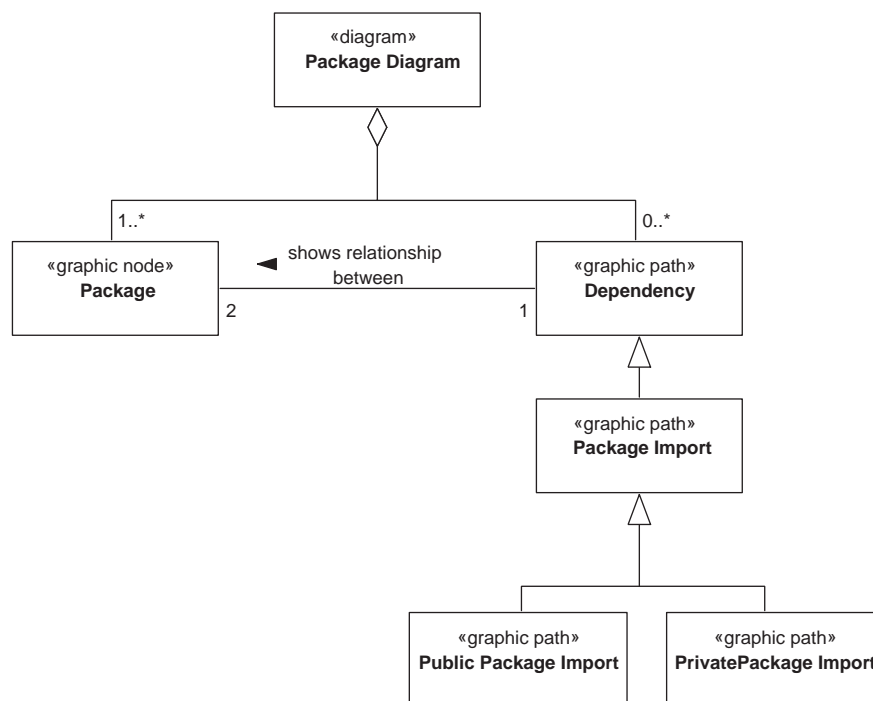 «diagram»
Package Diagram
1..*
0..*
«graphic node»
Package
shows relationship
between
«graphic path»
Dependency
2
1
«graphic path»
Package Import
«graphic path»
Public Package Import
«graphic path»
PrivatePackage Import